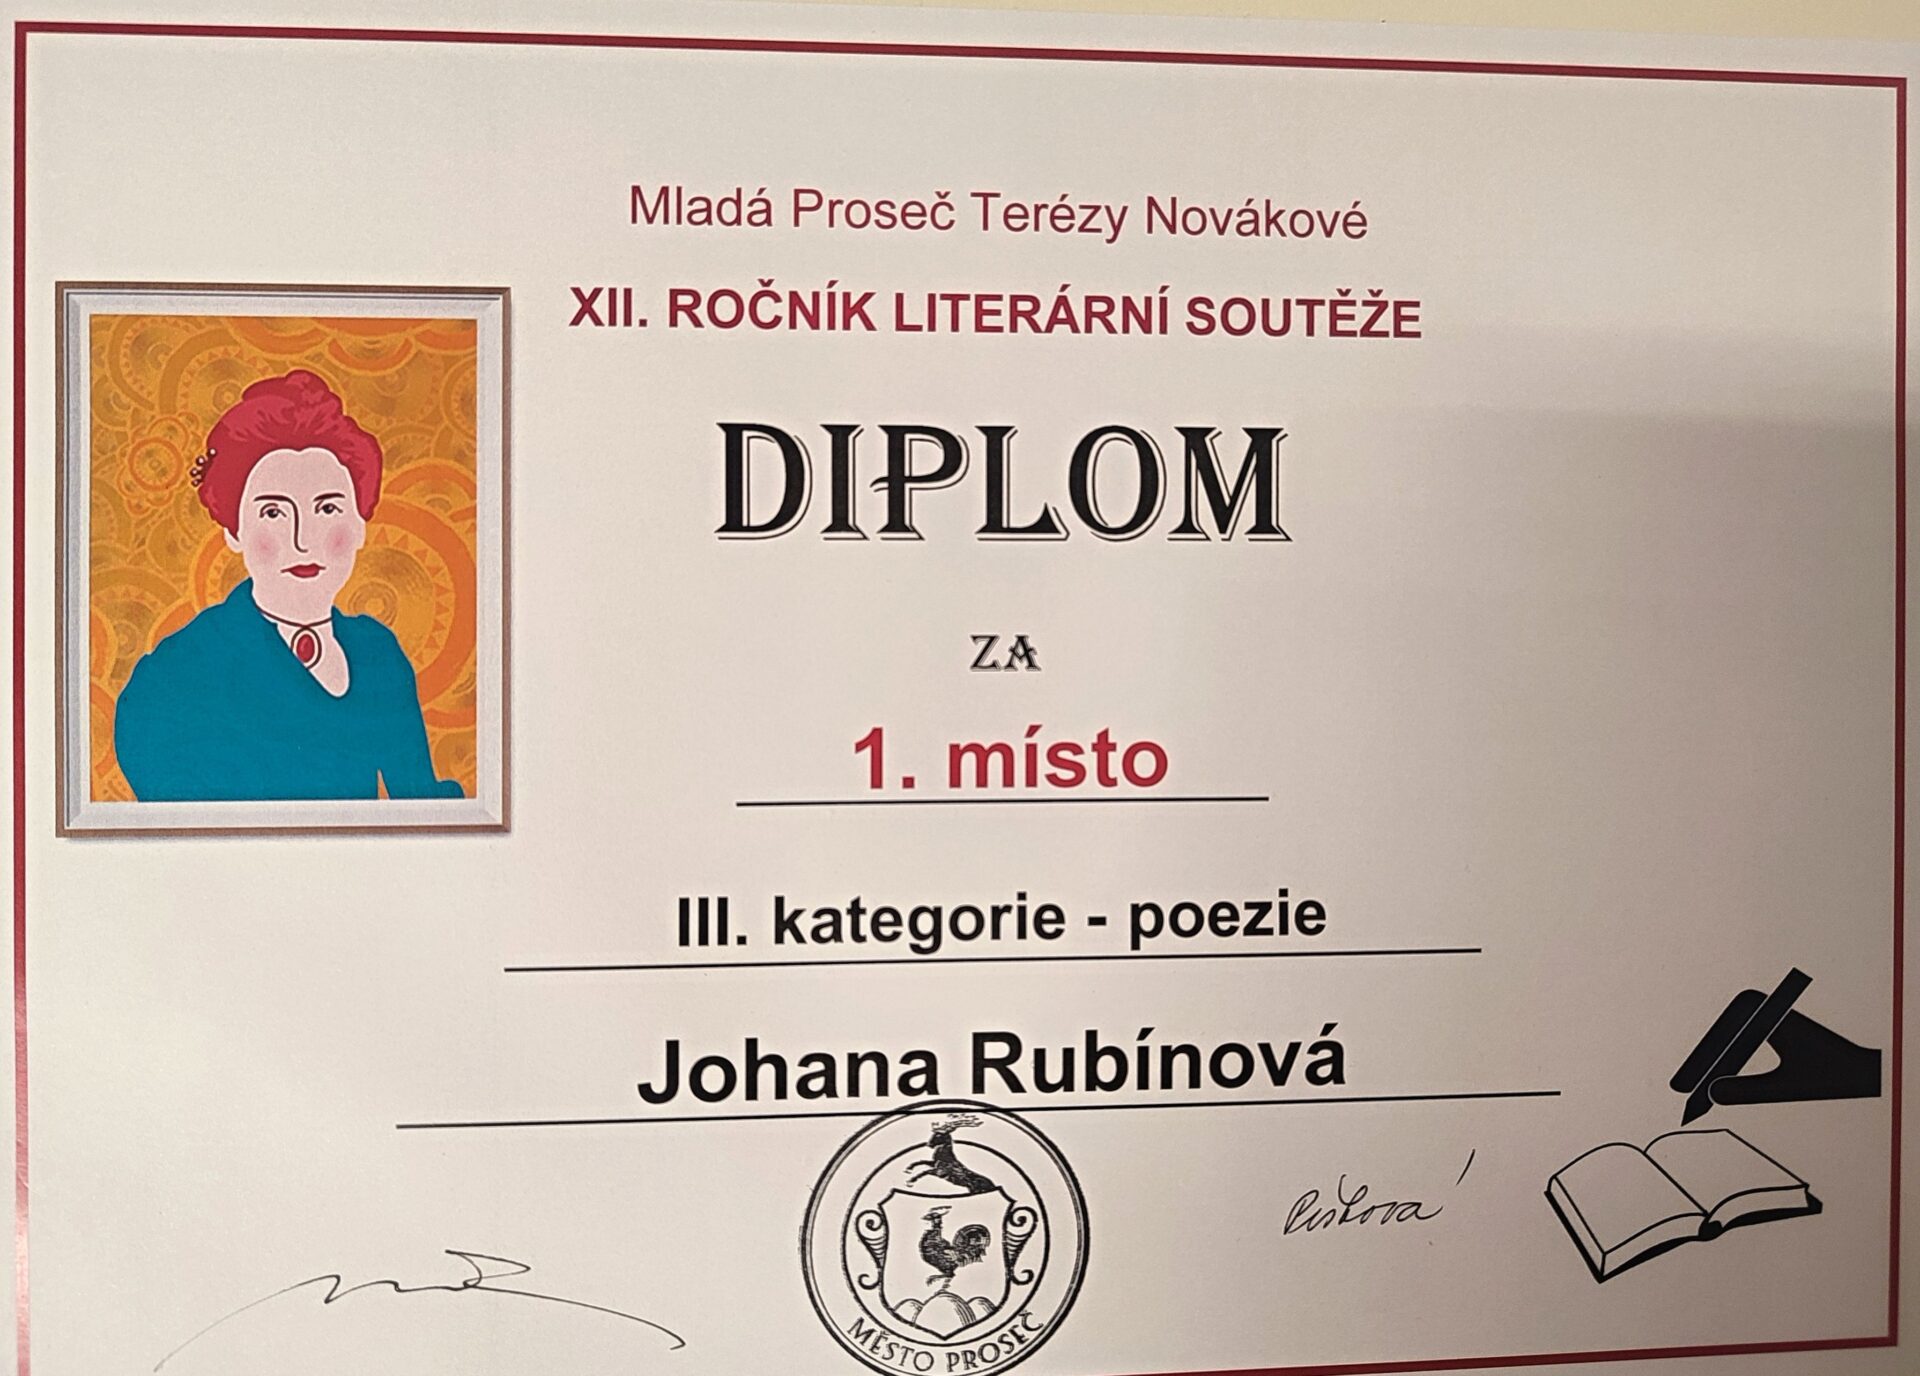 Mladá Proseč Terézy Novákové
XII. ROČNÍK LITERÁRNÍ SOUTĚŽE
DIPLOM
ZA
1. místo
III. kategorie - poezie
Johana Rubínová
MĚSTO PROSEČ